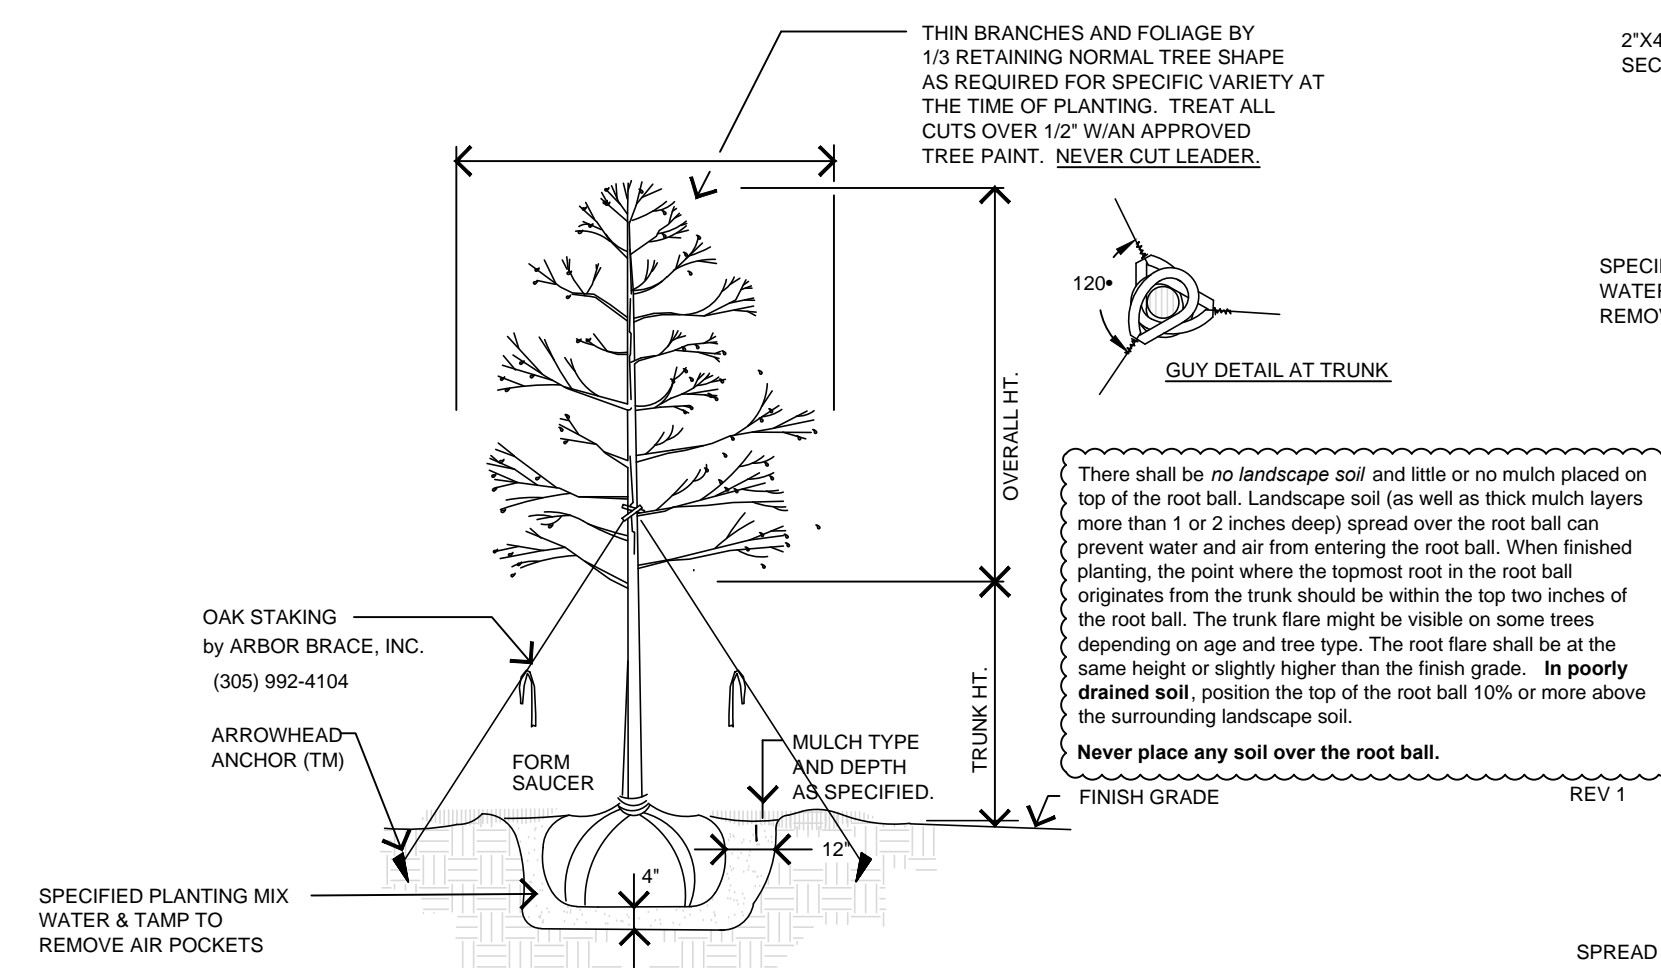 THIN BRANCHES AND FOLIAGE BY
1/3 RETAINING NORMAL TREE SHAPE
AS REQUIRED FOR SPECIFIC VARIETY AT
THE TIME OF PLANTING. TREAT ALL
CUTS OVER 1/2" W/AN APPROVED
TREE PAINT. NEVER CUT LEADER.
2"X4
SEC
120•
GUY DETAIL AT TRUNK
SPECI
WATER
REMOV
OVERALL HT.
There shall be no landscape soil and little or no mulch placed on
top of the root ball. Landscape soil (as well as thick mulch layers
more than 1 or 2 inches deep) spread over the root ball can
prevent water and air from entering the root ball. When finished
planting, the point where the topmost root in the root ball
originates from the trunk should be within the top two inches of
the root ball. The trunk flare might be visible on some trees
depending on age and tree type. The root flare shall be at the
same height or slightly higher than the finish grade. In poorly
drained soil, position the top of the root ball 10% or more above
the surrounding landscape soil.
Never place any soil over the root ball.
REV 1
OAK STAKING
by ARBOR BRACE, INC.
(305) 992-4104
ARROWHEAD
ANCHOR (TM)
FORM
SAUCER
MULCH TYPE
AND DEPTH
AS SPECIFIED.
TRUNK HT.
FINISH GRADE
12"
4"
SPECIFIED PLANTING MIX
WATER & TAMP TO
REMOVE AIR POCKETS
SPREAD